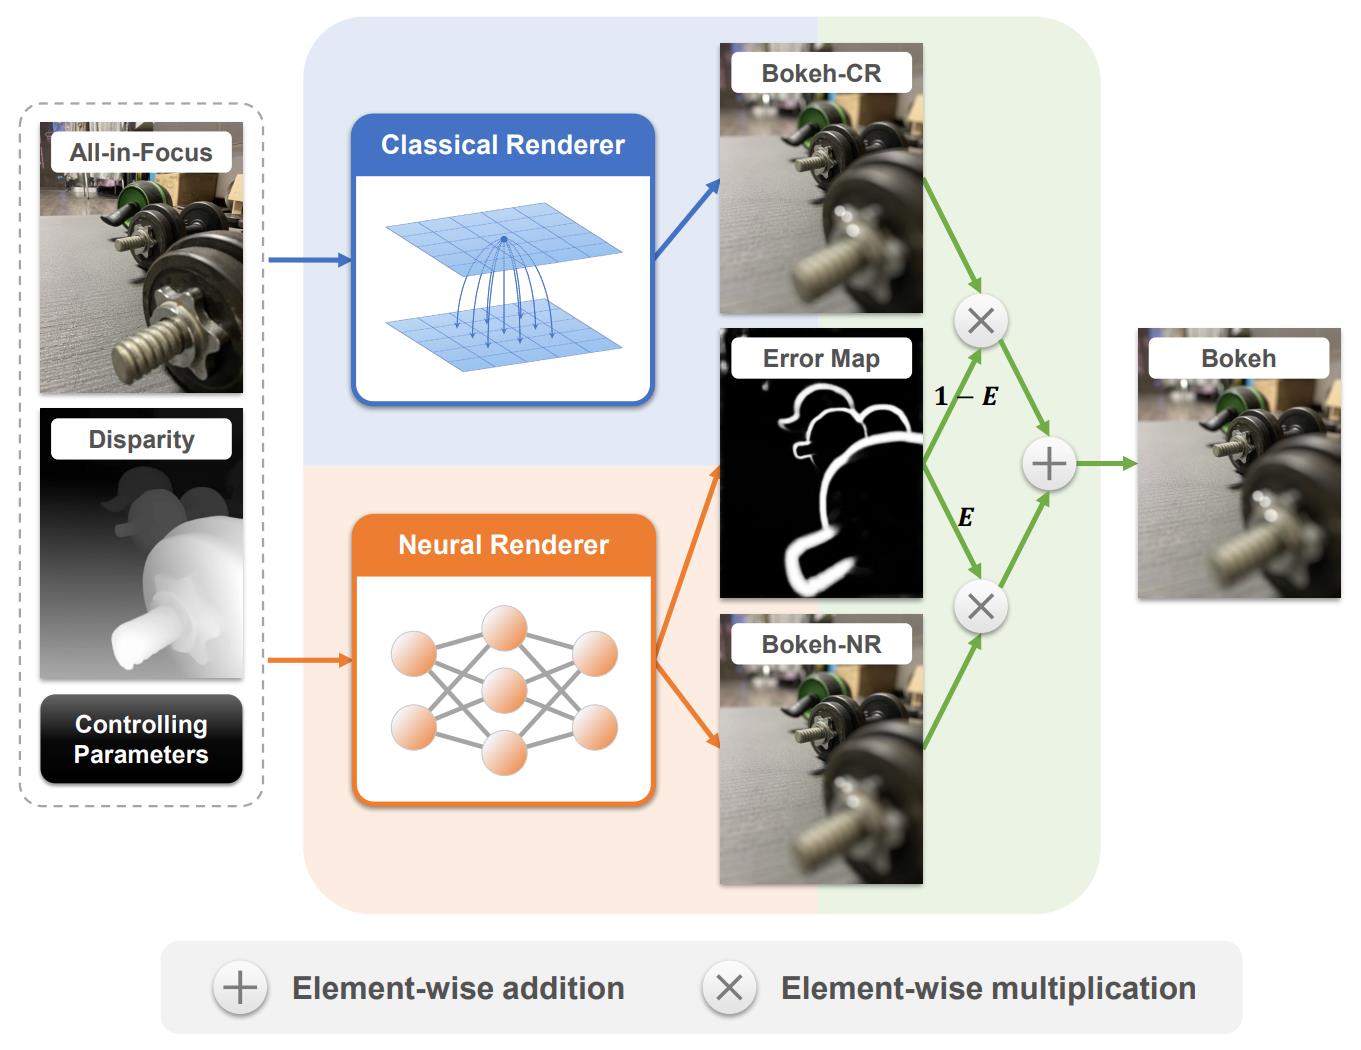 All-in-Focus
Disparity
Controlling
Parameters
Classical Renderer
Neural Renderer
Bokeh-CR
Error Map
Bokeh-NR
1 − E
E
Bokeh
Element-wise addition
Element-wise multiplication